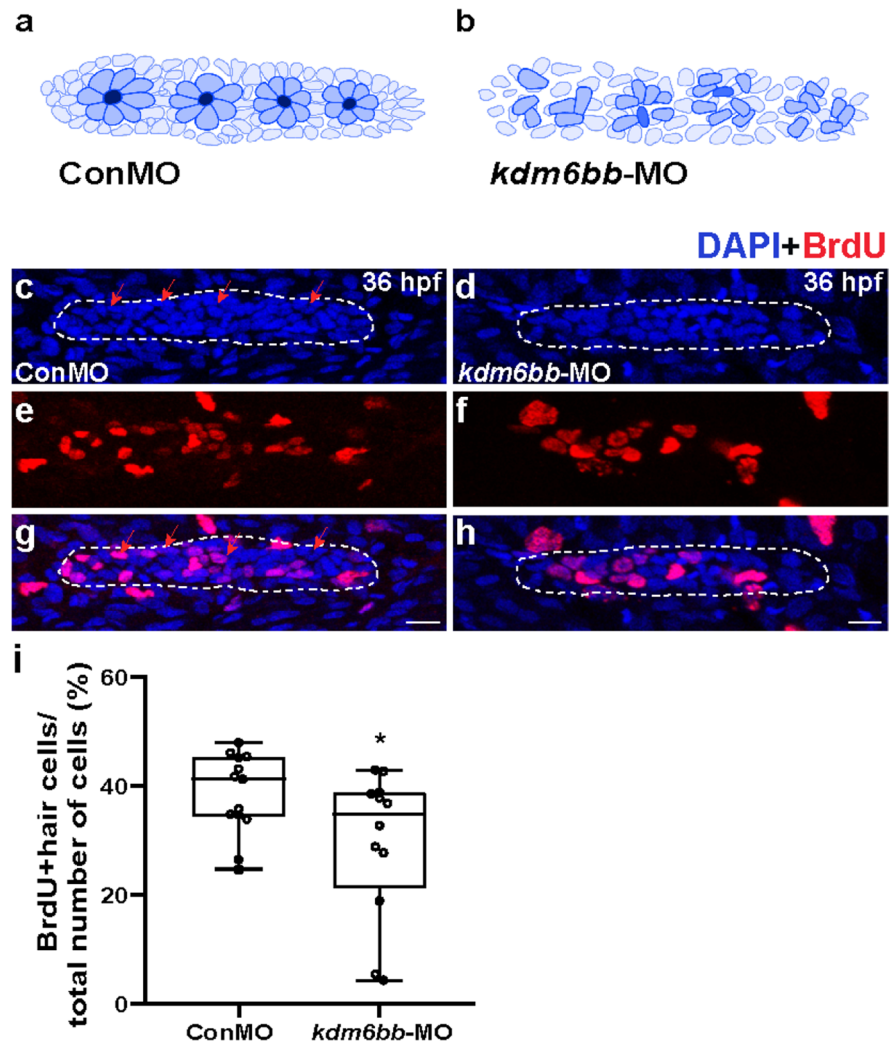 a
b
ConMO
kdm6bb-MO
DAPI+BrdU
c
36 hpf
ConMO
d
36 hpf
kdm6bb-MO
e
f
g
h
i
BrdU+hair cells/
total number of cells (%)
60
40
20
0
*
ConMO
kdm6bb-MO